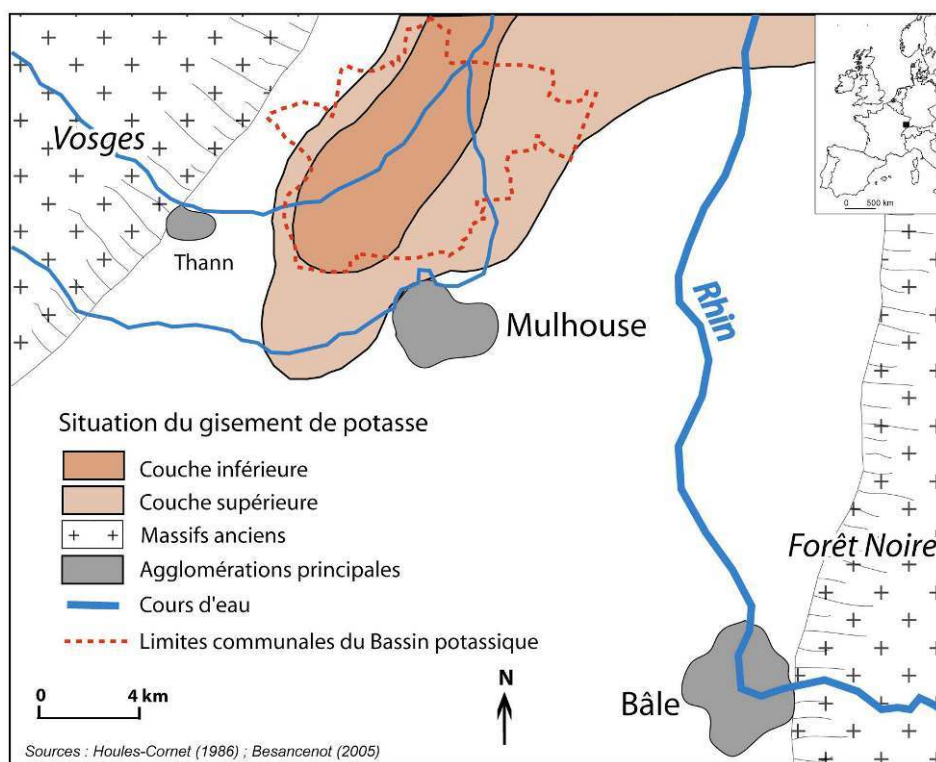 Vosges
Thann
Mulhouse
Rhin
0 500 km
Situation du gisement de potasse
Couche inférieure
Couche supérieure
Massifs anciens
Agglomérations principales
Cours d'eau
Limites communales du Bassin potassique
Forêt Noire
Bâle
0 4 km
N
Sources : Houles-Cornet (1986) ; Besancenot (2005)